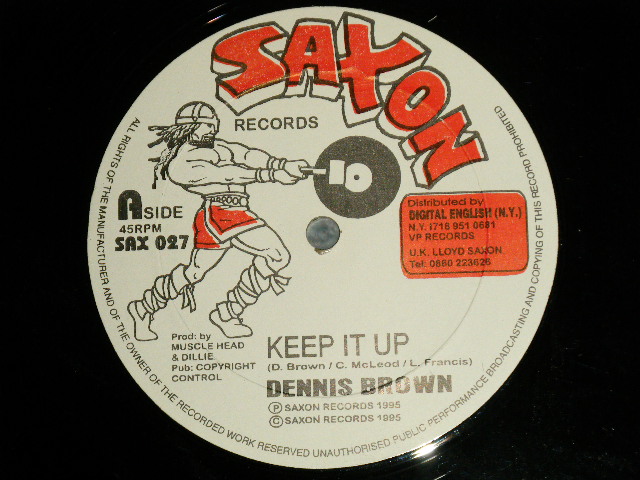 SAXON
RECORDS
A SIDE
45RPM
SAX 027
Distributed by
DIGITAL ENGLISH (N.Y.)
N.Y. 1718 951 0681
VP RECORDS
U.K. LLOYD SAXON
Tel: 0860 223626
Prod: by
MUSCLE HEAD
& DILLIE
Pub: COPYRIGHT
CONTROL
KEEP IT UP
(D. Brown / C. McLeod / L. Francis)
DENNIS BROWN
Ⓟ SAXON RECORDS 1995
© SAXON RECORDS 1995
ALL RIGHTS OF THE MANUFACTURER AND OF THE OWNER OF THE RECORDED WORK RESERVED UNAUTHORISED PUBLIC PERFORMANCE BROADCASTING AND COPYING OF THIS RECORD PROHIBITED